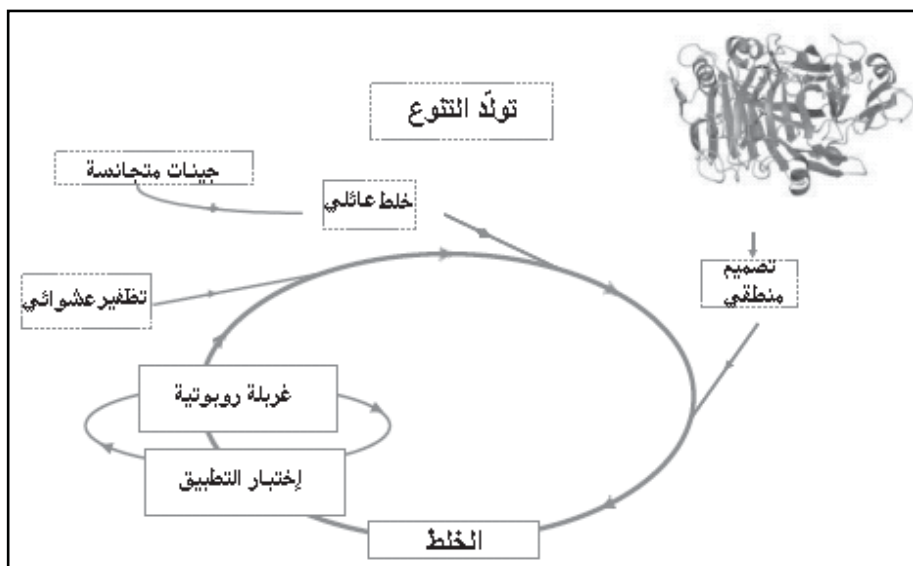 تولّد التنوع
جينات متجانسة
خلط عائلي
تصميم
منطقي
تطفير عشوائي
غربلة روبوتية
إختبار التطبيق
الخلط